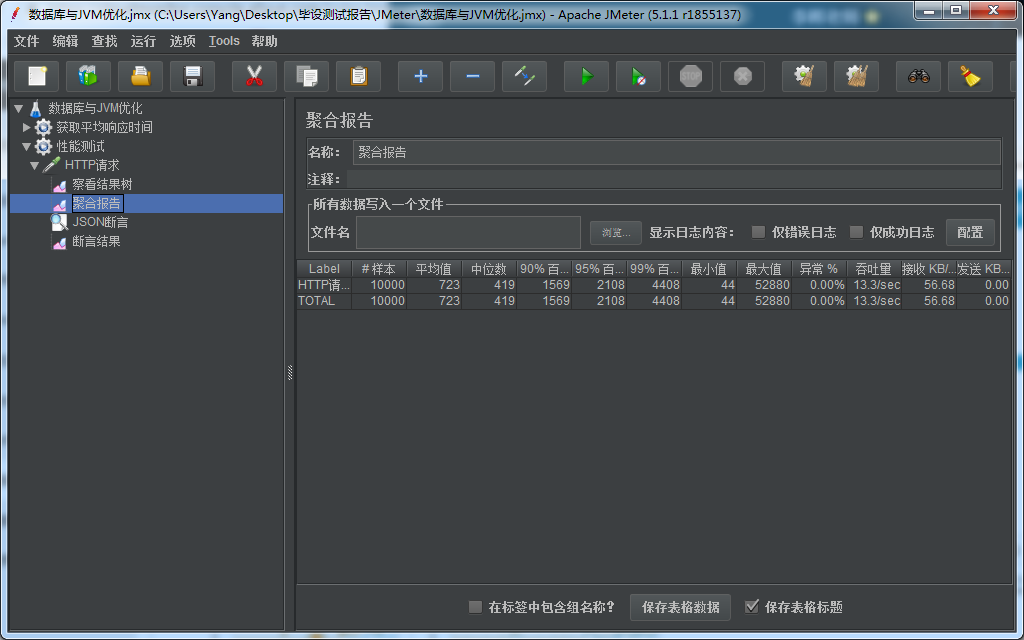 数据库与JVM优化.jmx (C:\Users\Yang\Desktop\毕设测试报告\JMeter\数据库与JVM优化.jmx) - Apache JMeter (5.1.1 r1855137)
文件 编辑 查找 运行 选项 Tools 帮助
STOP
数据库与JVM优化
获取平均响应时间
性能测试
HTTP请求
察看结果树
聚合报告
JSON断言
断言结果
聚合报告
名称： 聚合报告
注释：
所有数据写入一个文件
文件名 浏览... 显示日志内容： 仅错误日志 仅成功日志 配置
Label # 样本 平均值 中位数 90% 百... 95% 百... 99% 百... 最小值 最大值 异常 % 吞吐量 接收 KB/... 发送 KB...
HTTP请... 10000 723 419 1569 2108 4408 44 52880 0.00% 13.3/sec 56.68 0.00
TOTAL 10000 723 419 1569 2108 4408 44 52880 0.00% 13.3/sec 56.68 0.00
在标签中包含组名称? 保存表格数据 保存表格标题